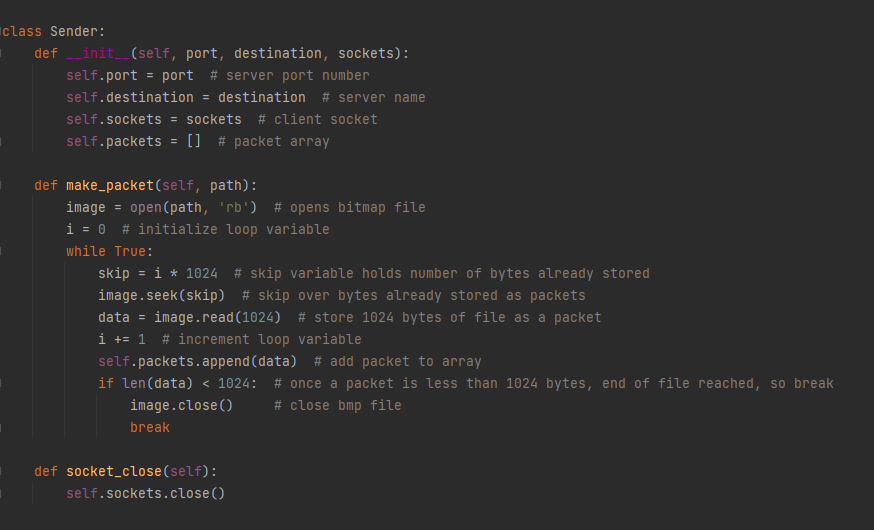 class Sender:
    def __init__(self, port, destination, sockets):
        self.port = port  # server port number
        self.destination = destination  # server name
        self.sockets = sockets  # client socket
        self.packets = []  # packet array
    def make_packet(self, path):
        image = open(path, 'rb')  # opens bitmap file
        i = 0  # initialize loop variable
        while True:
            skip = i * 1024  # skip variable holds number of bytes already stored
            image.seek(skip)  # skip over bytes already stored as packets
            data = image.read(1024)  # store 1024 bytes of file as a packet
            i += 1  # increment loop variable
            self.packets.append(data)  # add packet to array
            if len(data) < 1024:  # once a packet is less than 1024 bytes, end of file reached, so break
                image.close()     # close bmp file
                break
    def socket_close(self):
        self.sockets.close()